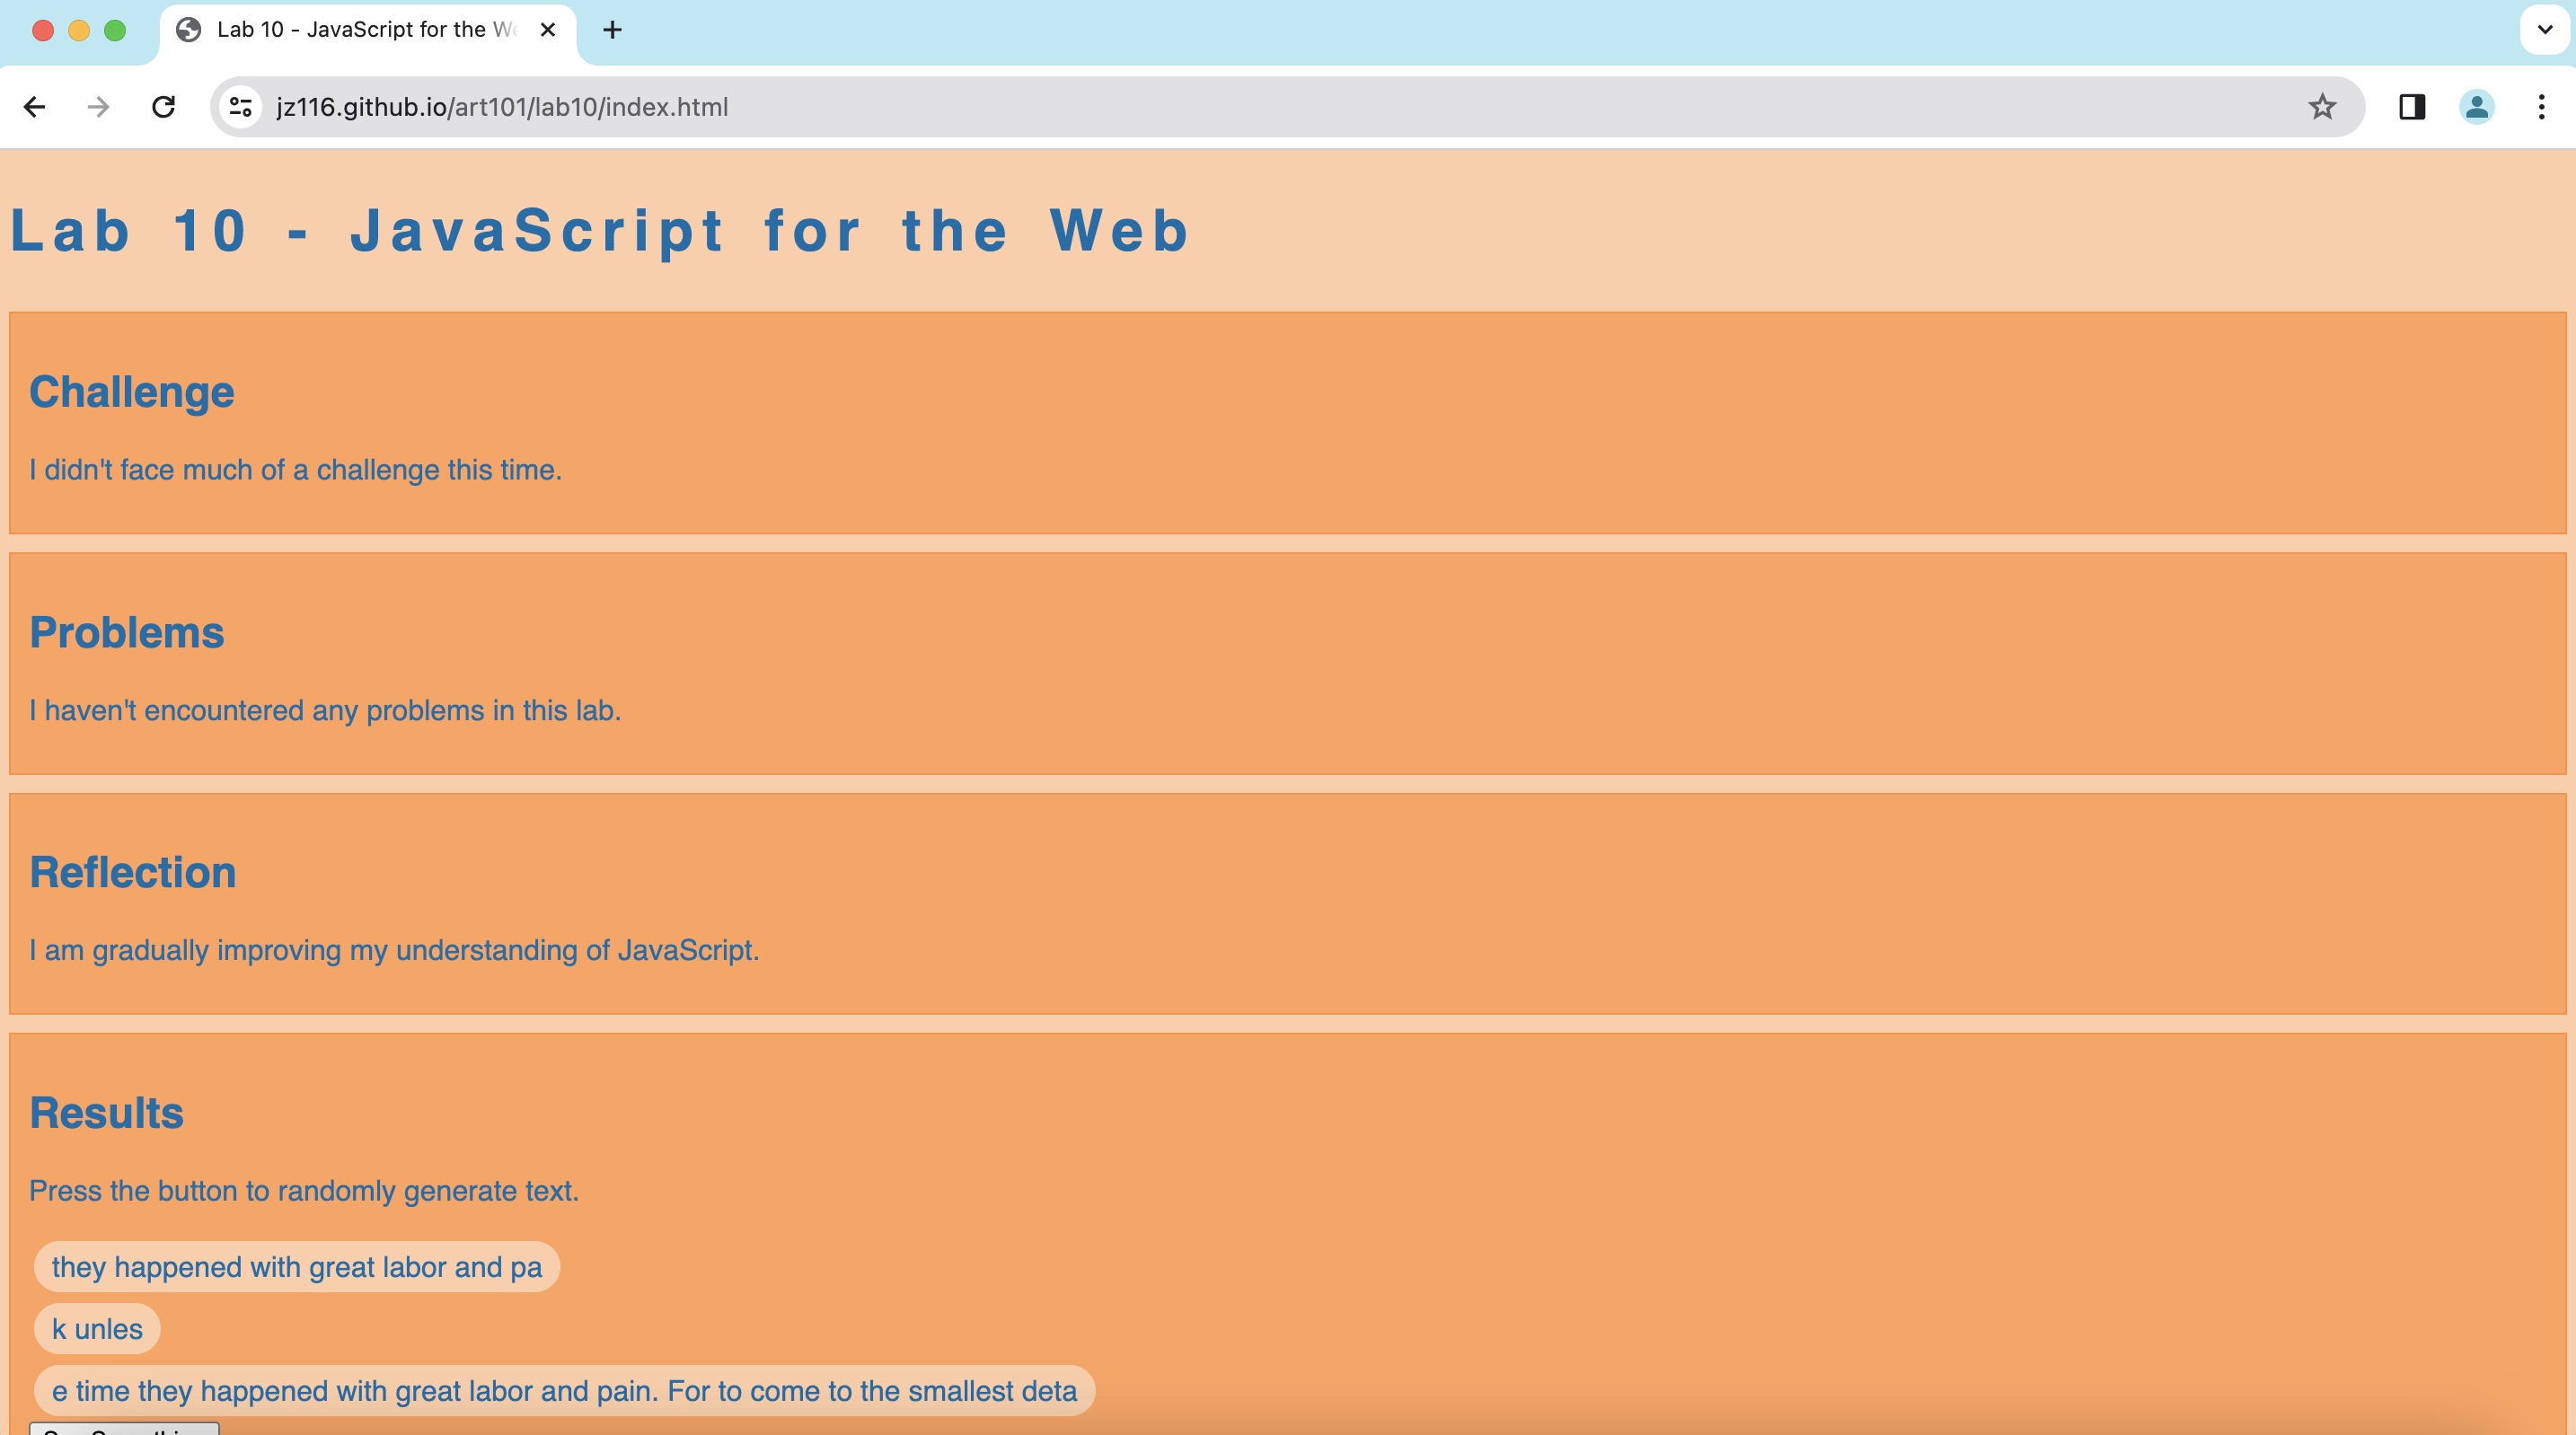 Lab 10 - JavaScript for the
jz116.github.io/art101/lab10/index.html
Lab 10 - JavaScript for the Web
Challenge
I didn't face much of a challenge this time.
Problems
I haven't encountered any problems in this lab.
Reflection
I am gradually improving my understanding of JavaScript.
Results
Press the button to randomly generate text.
they happened with great labor and pa
k unles
e time they happened with great labor and pain. For to come to the smallest deta